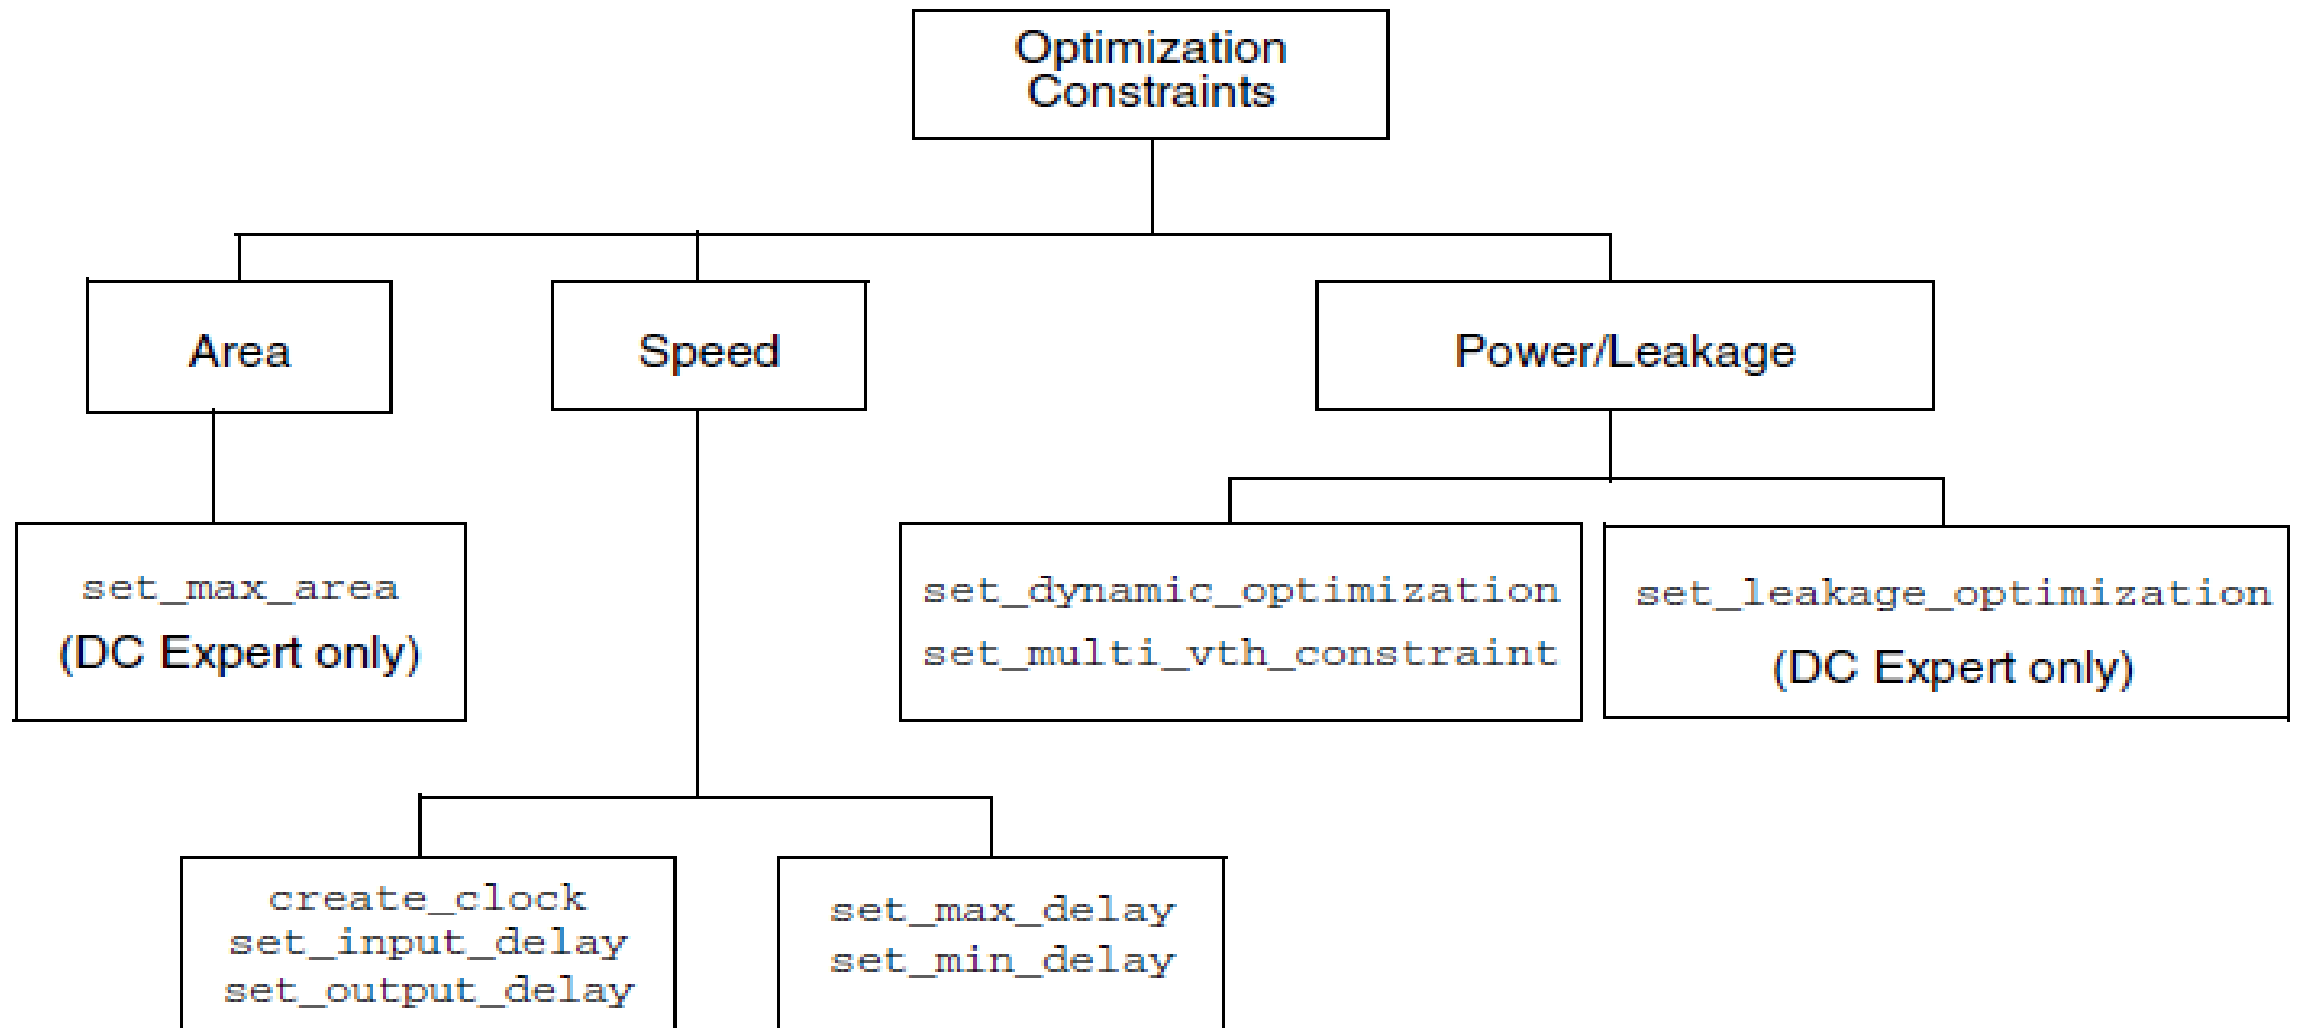 Optimization
Constraints
Area
Speed
Power/Leakage
set_max_area
(DC Expert only)
set_dynamic_optimization
set_multi_vth_constraint
set_leakage_optimization
(DC Expert only)
create_clock
set_input_delay
set_output_delay
set_max_delay
set_min_delay